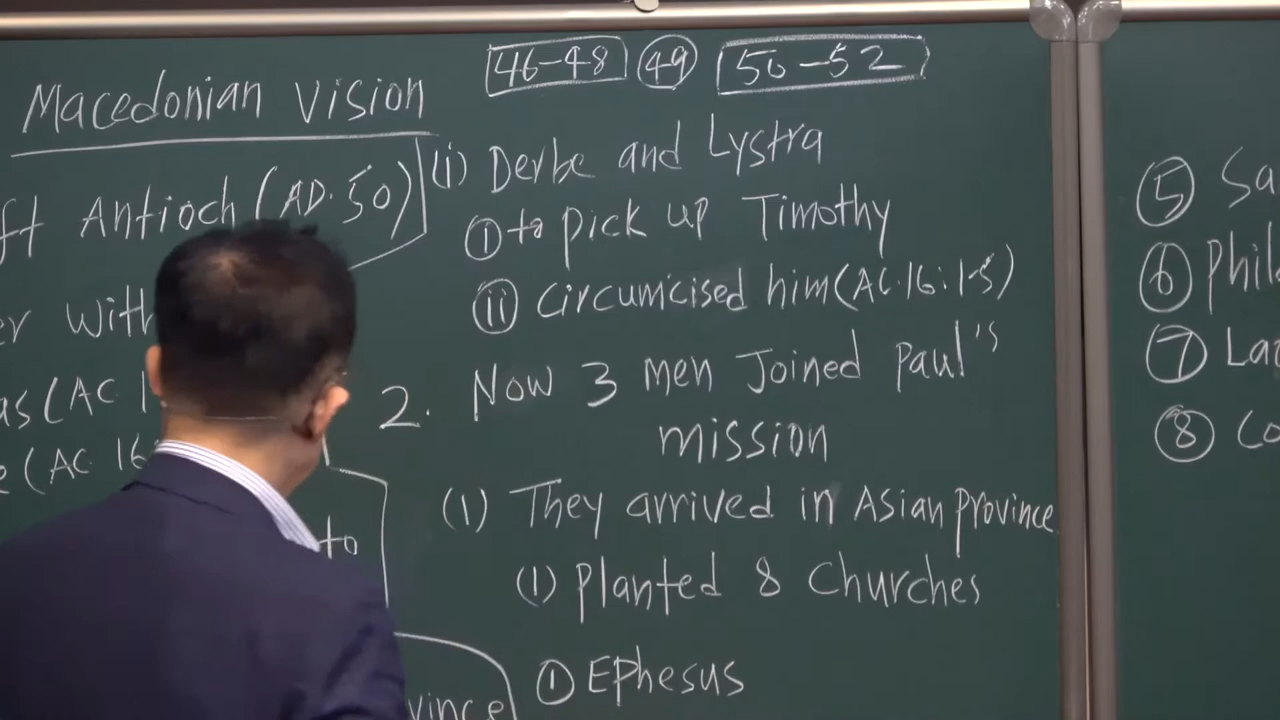 Macedonian Vision
ft Antioch (AD. 50)
er with
as (AC 1
e (AC 16
to
vince
46-48 49 50-52
(i) Derbe and Lystra
i to pick up Timothy
ii circumcised him (AC. 16: 1-5)
2. Now 3 men Joined Paul's
mission
(1) They arrived in Asian province
(1) Planted 8 Churches
1 Ephesus
5 Sa
6 Phil
7 La
8 Co